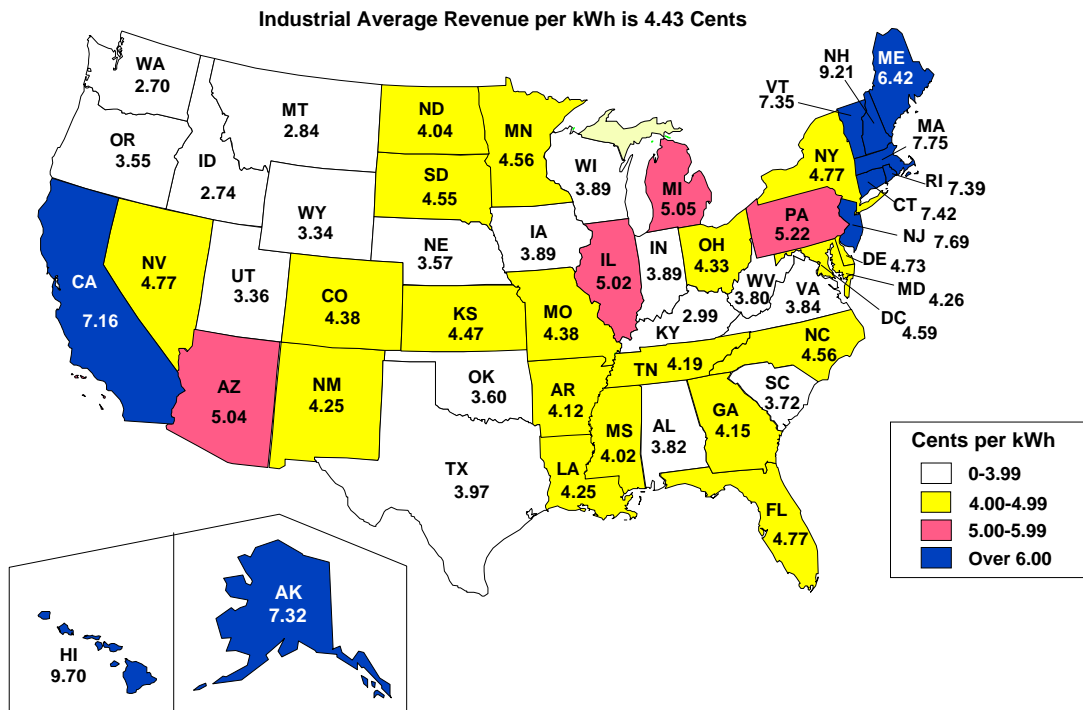 Industrial Average Revenue per kWh is 4.43 Cents
WA
2.70
MT
2.84
ND
4.04
MN
4.56
VT
7.35
NH
9.21
ME
6.42
MA
7.75
OR
3.55
ID
2.74
SD
4.55
WI
3.89
MI
5.05
NY
4.77
RI 7.39
CT
7.42
WY
3.34
NE
3.57
IA
3.89
PA
5.22
NJ 7.69
NV
4.77
UT
3.36
CO
4.38
KS
4.47
MO
4.38
IL
5.02
IN
3.89
OH
4.33
WV
3.80
VA
3.84
DE 4.73
MD
4.26
DC
4.59
CA
7.16
KY
2.99
NC
4.56
TN 4.19
AZ
5.04
NM
4.25
OK
3.60
AR
4.12
SC
3.72
MS
4.02
AL
3.82
GA
4.15
TX
3.97
LA
4.25
FL
4.77
HI
9.70
AK
7.32
Cents per kWh
0-3.99
4.00-4.99
5.00-5.99
Over 6.00